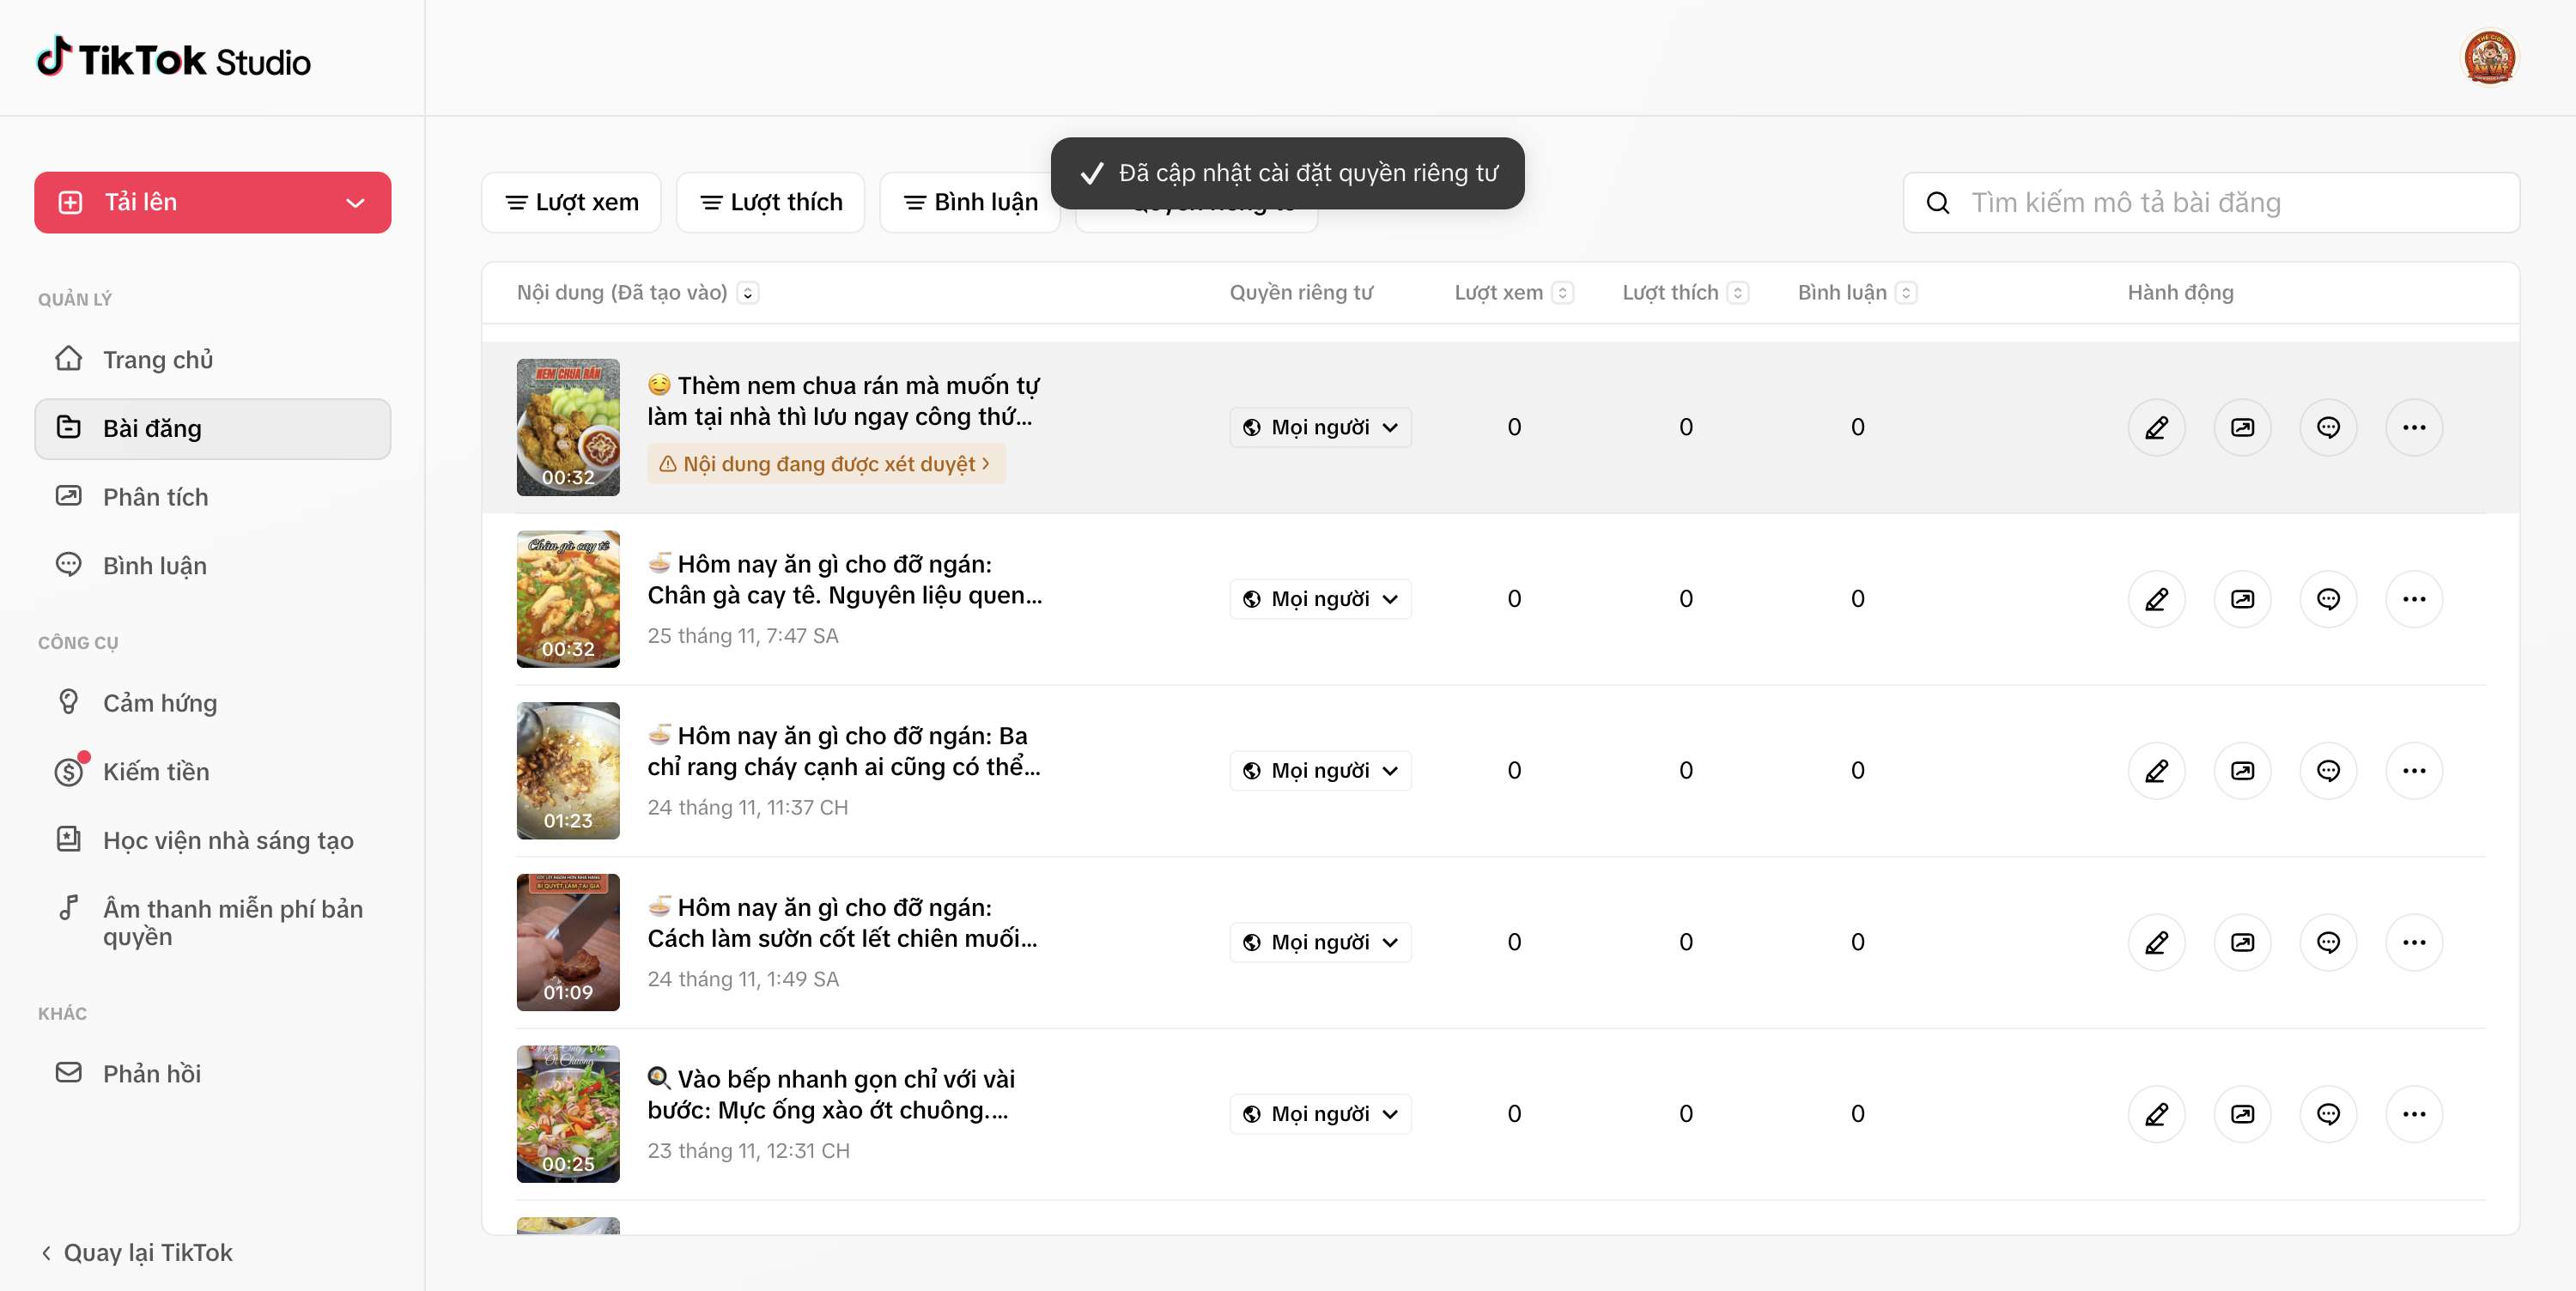 TikTok Studio
Tải lên
QUẢN LÝ
Trang chủ
Bài đăng
Phân tích
Bình luận
CÔNG CỤ
Cảm hứng
Kiếm tiền
Học viện nhà sáng tạo
Âm thanh miễn phí bản
quyền
KHÁC
Phản hồi
Quay lại TikTok
Đã cập nhật cài đặt quyền riêng tư
Lượt xem
Lượt thích
Bình luận
Tìm kiếm mô tả bài đăng
Nội dung (Đã tạo vào)
Quyền riêng tư
Lượt xem
Lượt thích
Bình luận
Hành động
NEM CHUA RÁN
00:32
🤤 Thèm nem chua rán mà muốn tự
làm tại nhà thì lưu ngay công thứ...
Nội dung đang được xét duyệt
Mọi người
0
0
0
Chân gà cay tê
00:32
🍜 Hôm nay ăn gì cho đỡ ngán:
Chân gà cay tê. Nguyên liệu quen...
25 tháng 11, 7:47 SA
Mọi người
0
0
0
01:23
🍜 Hôm nay ăn gì cho đỡ ngán: Ba
chỉ rang cháy cạnh ai cũng có thể...
24 tháng 11, 11:37 CH
Mọi người
0
0
0
BÍ QUYẾT LÀM TẠI GIA
01:09
🍜 Hôm nay ăn gì cho đỡ ngán:
Cách làm sườn cốt lết chiên muối...
24 tháng 11, 1:49 SA
Mọi người
0
0
0
Ớt Chuông
00:25
🍳 Vào bếp nhanh gọn chỉ với vài
bước: Mực ống xào ớt chuông....
23 tháng 11, 12:31 CH
Mọi người
0
0
0